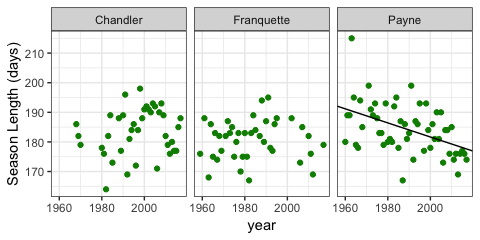 Chandler
Franquette
Payne
Season Length (days)
210
200
190
180
170
1960
1980
2000
1960
1980
2000
1960
1980
2000
year